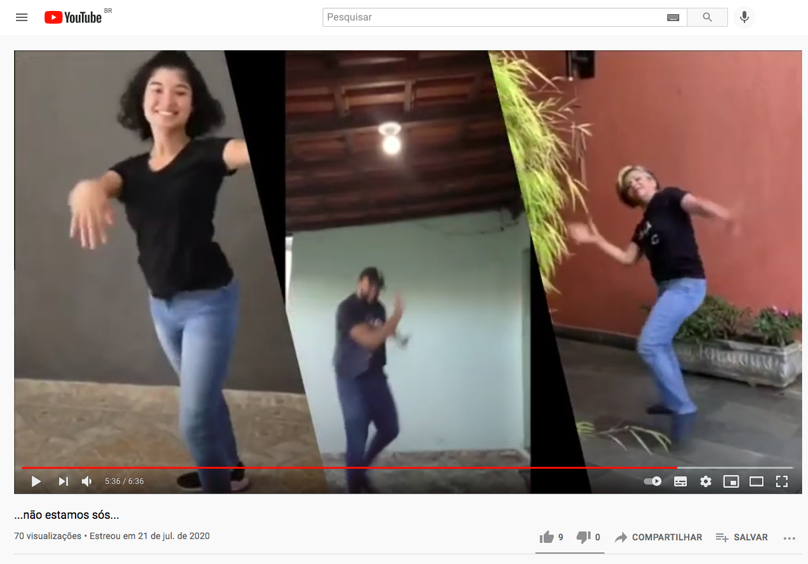 YouTube BR
Pesquisar
5:36 / 6:36
...não estamos sós...
70 visualizações • Estreou em 21 de jul. de 2020
9
0
COMPARTILHAR
SALVAR